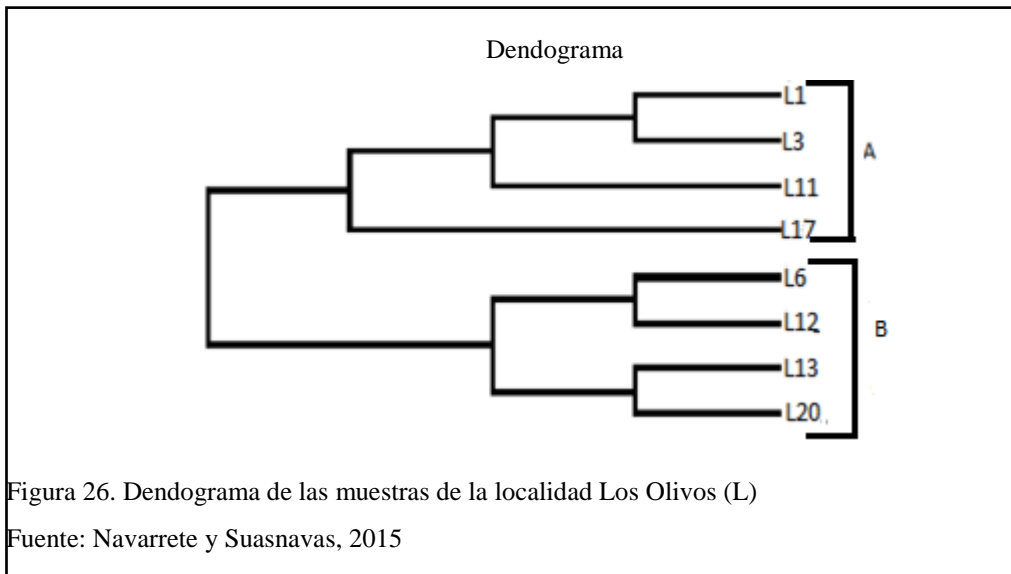 Dendograma
L1
L3
A
L11
L17
L6
L12
B
L13
L20
Figura 26. Dendograma de las muestras de la localidad Los Olivos (L)
Fuente: Navarrete y Suasnavas, 2015